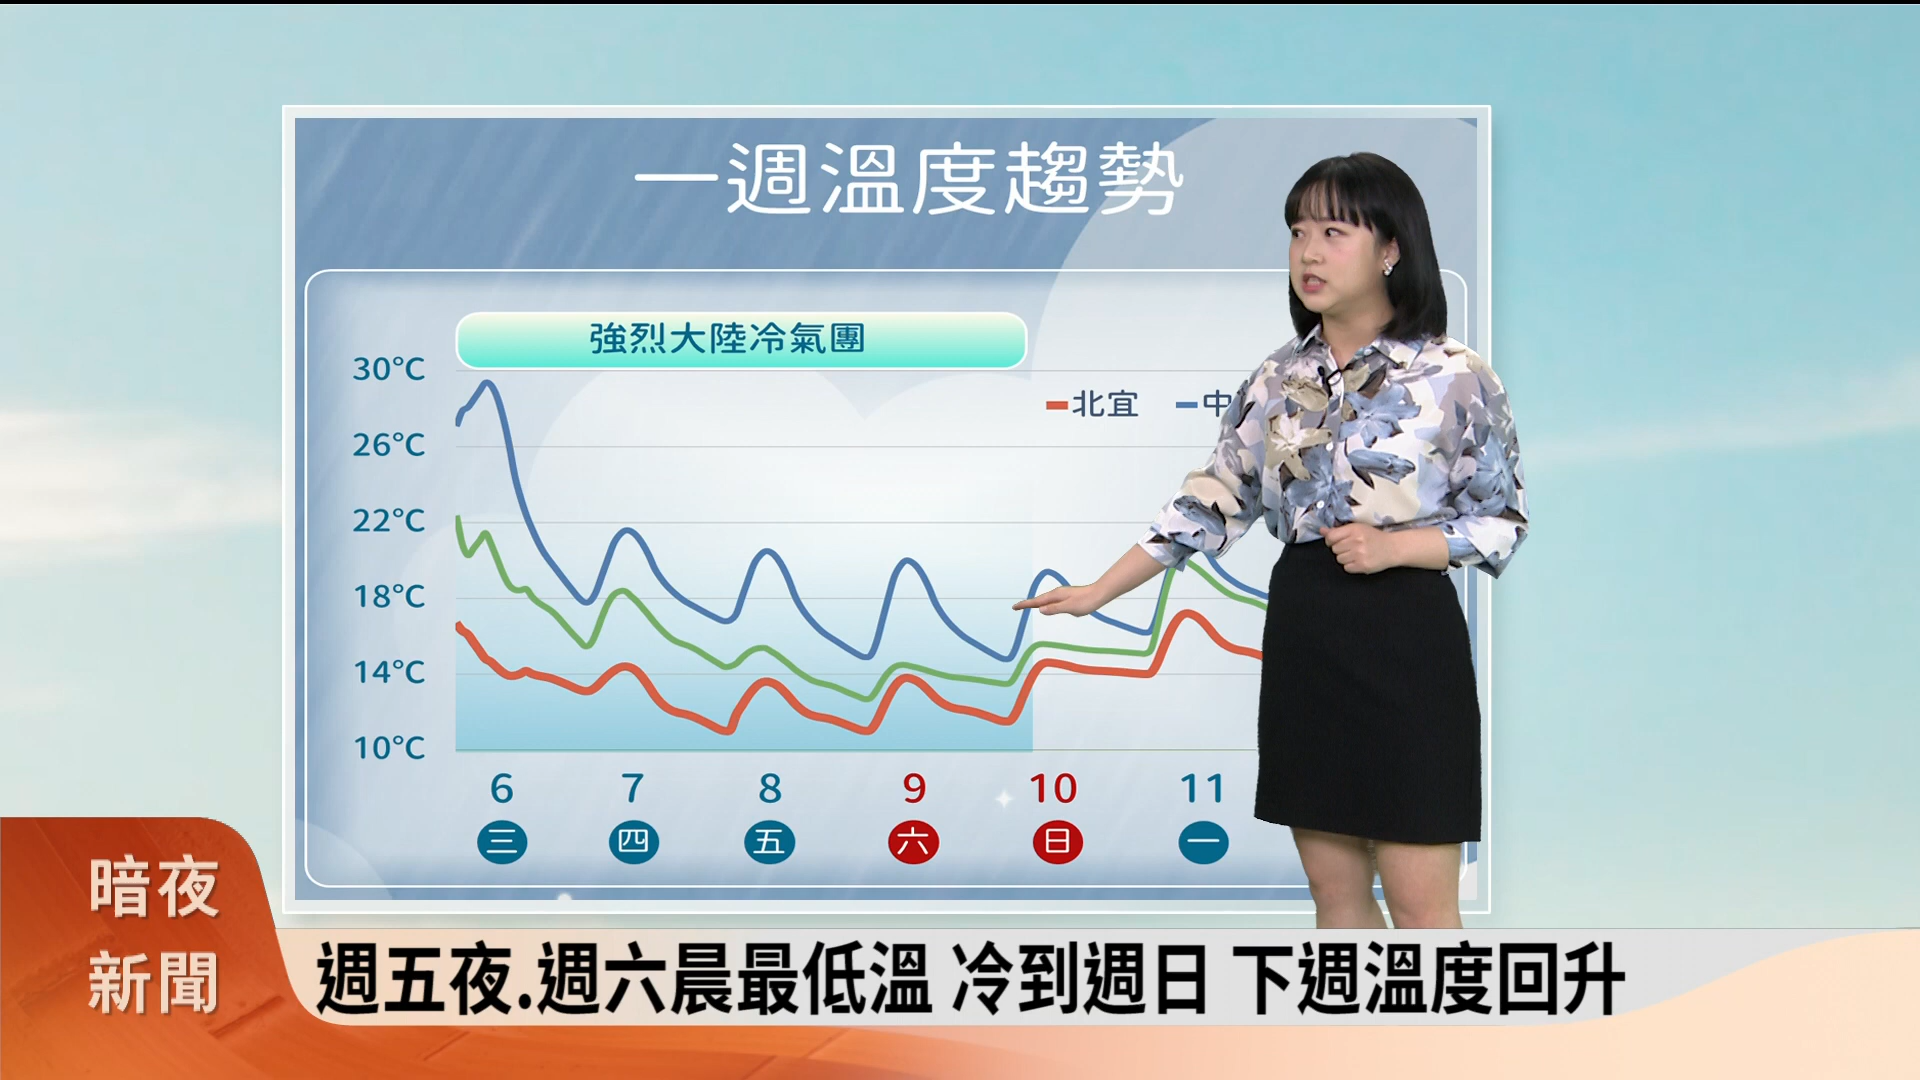 一週溫度趨勢
強烈大陸冷氣團
北宜 中
30°C
26°C
22°C
18°C
14°C
10°C
6 7 8 9 10 11
三 四 五 六 日 一
暗夜
新聞
週五夜.週六晨最低溫 冷到週日 下週溫度回升